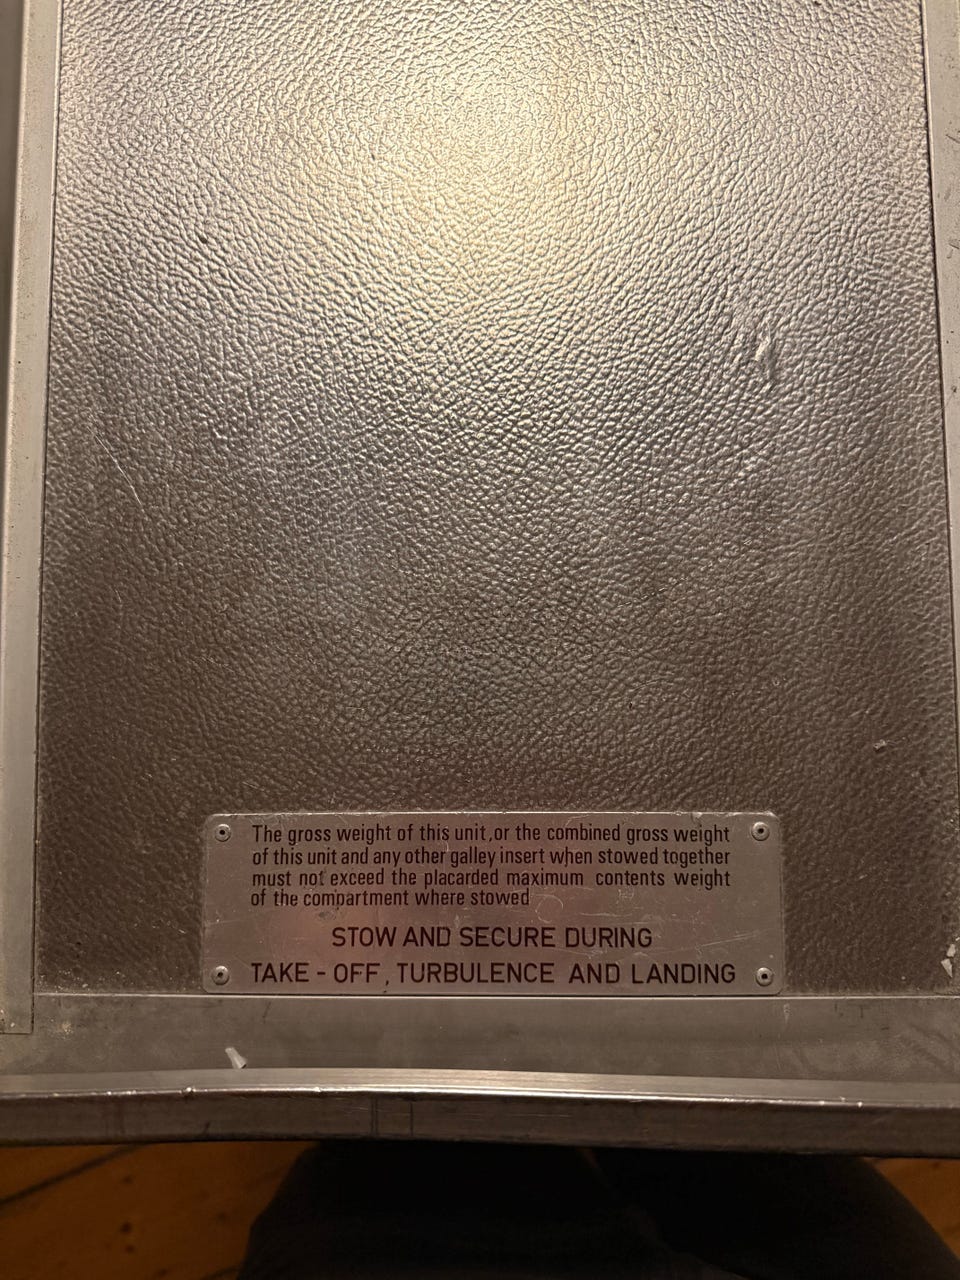 The gross weight of this unit, or the combined gross weight
of this unit and any other galley insert when stowed together
must not exceed the placarded maximum contents weight
of the compartment where stowed
STOW AND SECURE DURING
TAKE - OFF, TURBULENCE AND LANDING